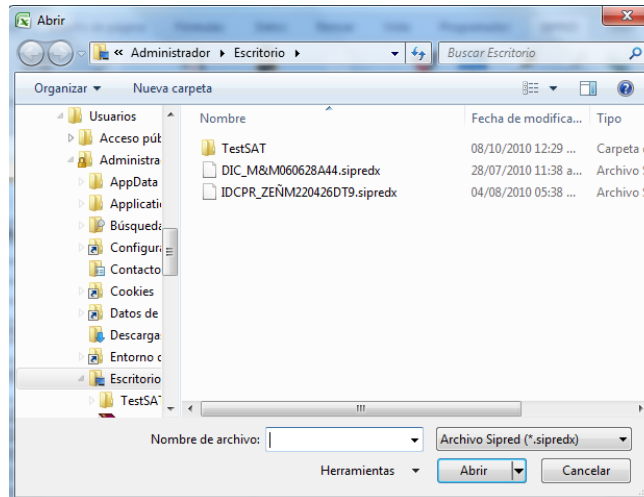 Abrir
« Administrador Escritorio
Buscar Escritorio
Organizar Nueva carpeta
Nombre Fecha de modifica... Tipo
Usuarios
Acceso púb
Administra
AppData
Applicati
Búsqueda
Configura
Contacto
Cookies
Datos de
Descarga
Entorno d
Escritorio
TestSAT
TestSAT 08/10/2010 12:29 ... Carpeta
DIC_M&M060628A44.sipredx 28/07/2010 11:38 a... Archivo
IDCPR_ZEÑM220426DT9.sipredx 04/08/2010 05:38 ... Archivo
Nombre de archivo: Archivo Sipred (*.sipredx)
Herramientas Abrir Cancelar